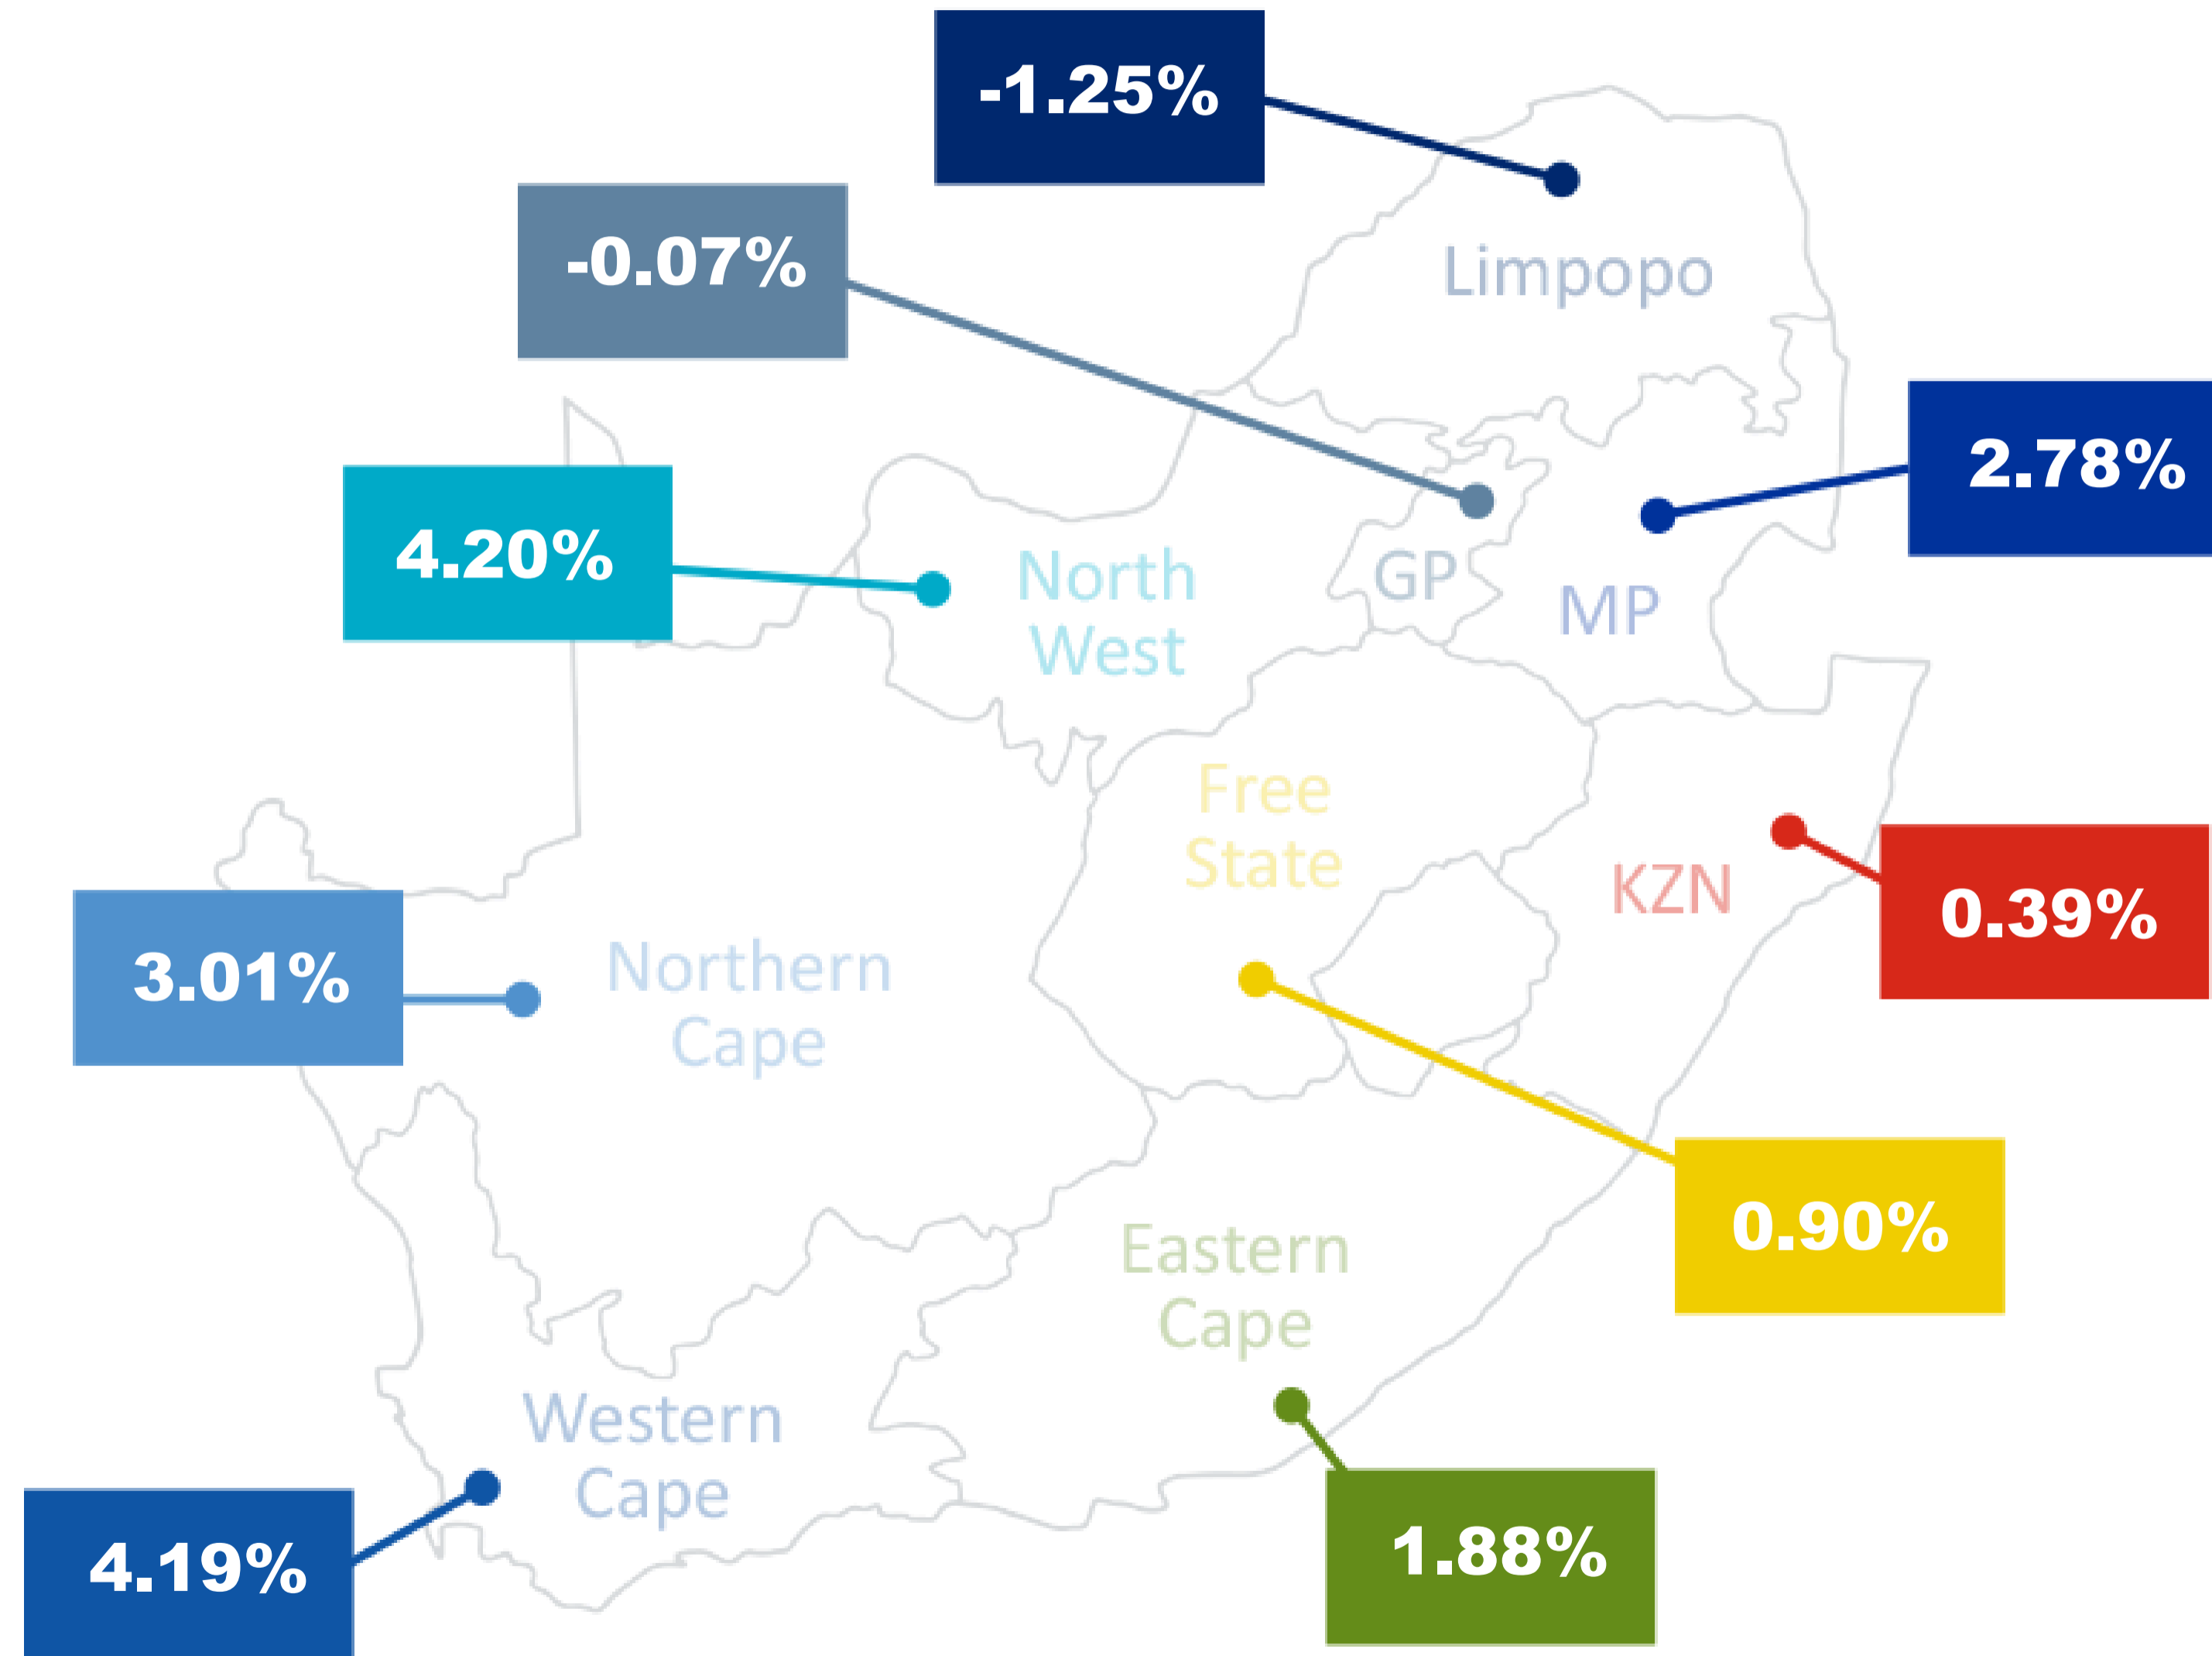 -1.25%
-0.07%
Limpopo
2.78%
4.20%
North
West
GP
MP
Free
State
KZN
0.39%
3.01%
Northern
Cape
0.90%
Eastern
Cape
Western
Cape
4.19%
1.88%